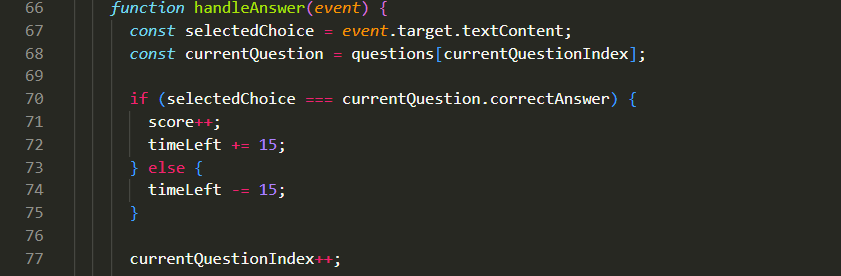 66 function handleAnswer(event) {
67 const selectedChoice = event.target.textContent;
68 const currentQuestion = questions[currentQuestionIndex];
69
70 if (selectedChoice === currentQuestion.correctAnswer) {
71 score++;
72 timeLeft += 15;
73 } else {
74 timeLeft -= 15;
75 }
76
77 currentQuestionIndex++;